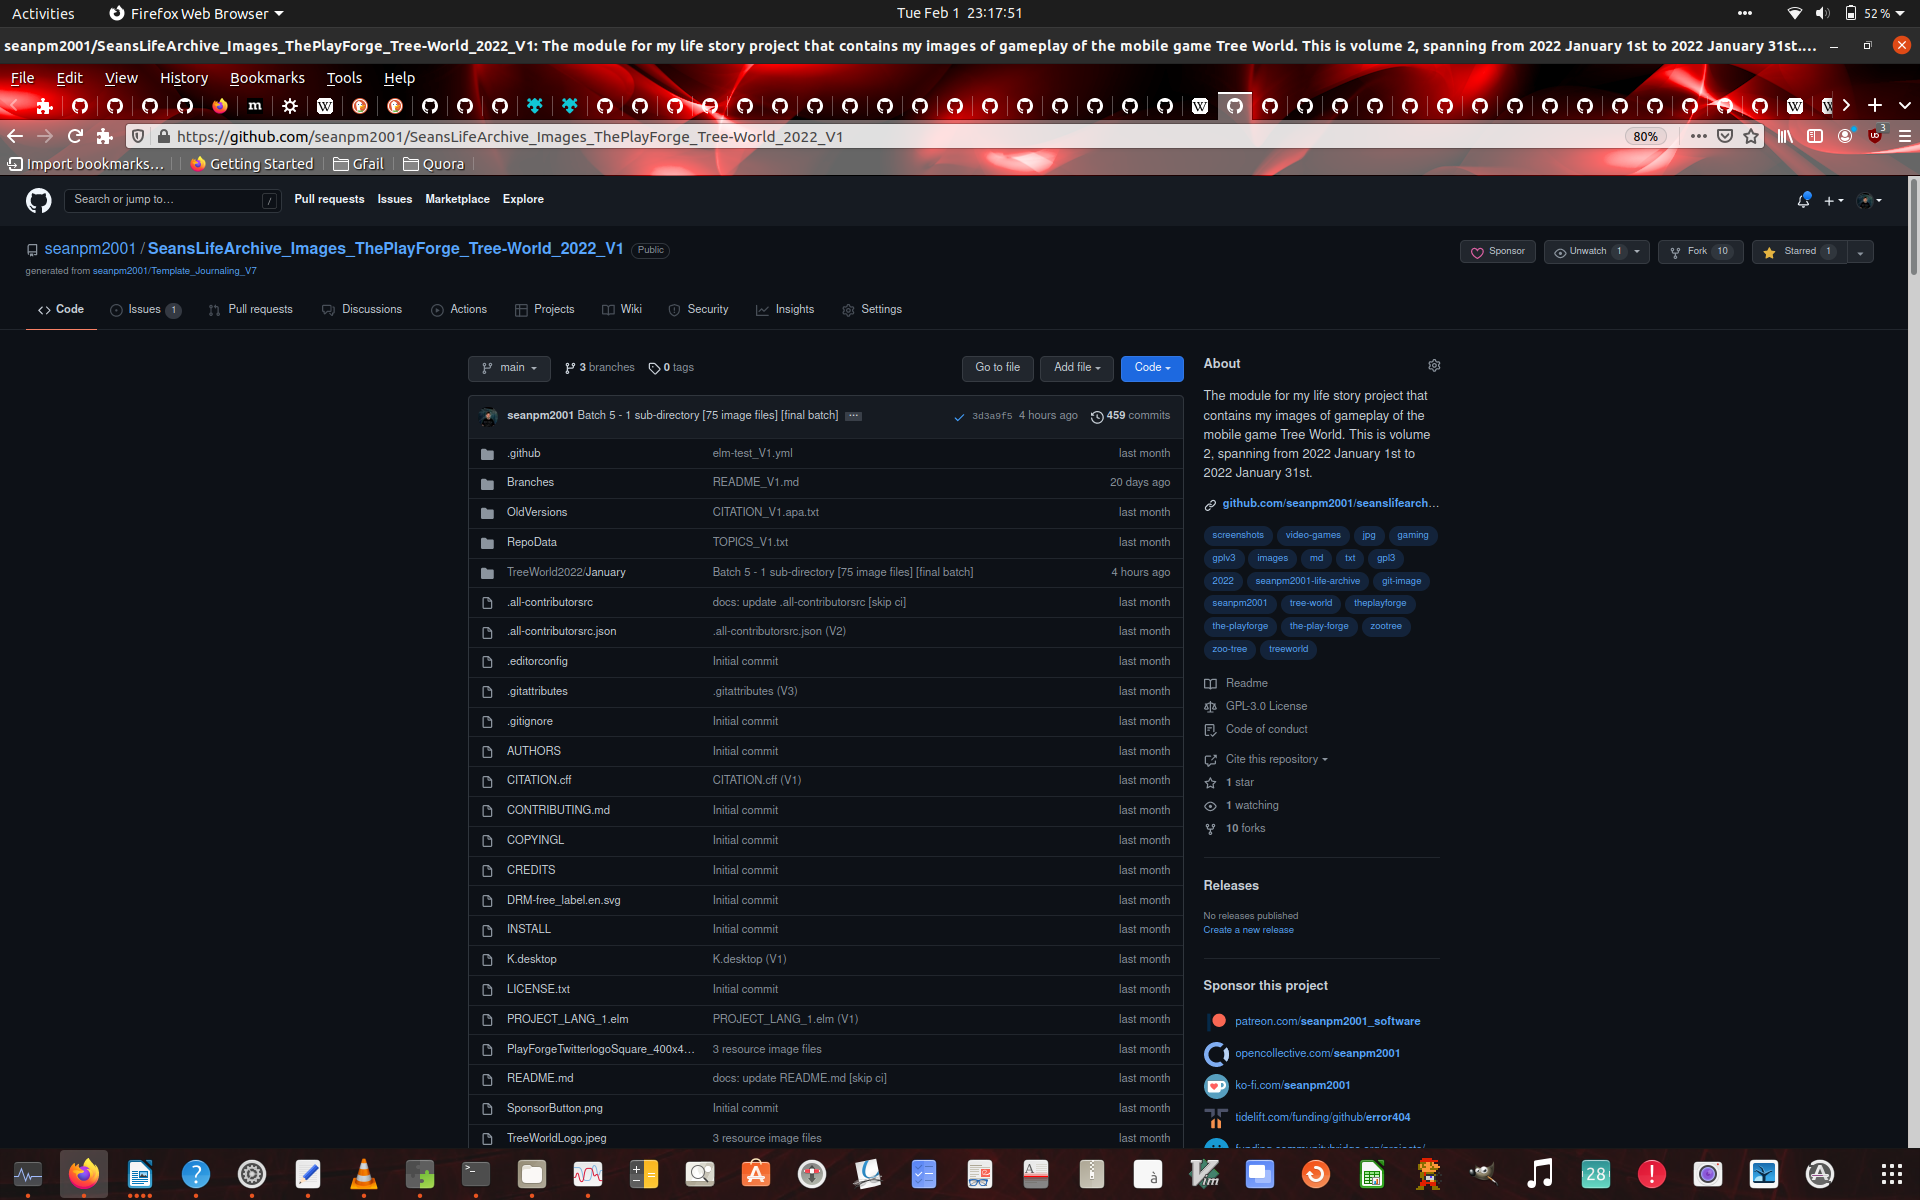 Activities
Firefox Web Browser
Tue Feb 1 23:17:51
52 %
seanpm2001/SeansLifeArchive_Images_ThePlayForge_Tree-World_2022_V1: The module for my life story project that contains my images of gameplay of the mobile game Tree World. This is volume 2, spanning from 2022 January 1st to 2022 January 31st....
File Edit View History Bookmarks Tools Help
https://github.com/seanpm2001/SeansLifeArchive_Images_ThePlayForge_Tree-World_2022_V1
80%
3
Import bookmarks...
Getting Started
Gfail
Quora
Search or jump to... /
Pull requests Issues Marketplace Explore
seanpm2001 / SeansLifeArchive_Images_ThePlayForge_Tree-World_2022_V1 Public
Sponsor
Unwatch 1
Fork 10
Starred 1
generated from seanpm2001/Template_Journaling_V7
Code
Issues 1
Pull requests
Discussions
Actions
Projects
Wiki
Security
Insights
Settings
main
3 branches
0 tags
Go to file
Add file
Code
seanpm2001 Batch 5 - 1 sub-directory [75 image files] [final batch] ... 3d3a9f5 4 hours ago 459 commits
.github elm-test_V1.yml last month
Branches README_V1.md 20 days ago
OldVersions CITATION_V1.apa.txt last month
RepoData TOPICS_V1.txt last month
TreeWorld2022/January Batch 5 - 1 sub-directory [75 image files] [final batch] 4 hours ago
.all-contributorsrc docs: update .all-contributorsrc [skip ci] last month
.all-contributorsrc.json .all-contributorsrc.json (V2) last month
.editorconfig Initial commit last month
.gitattributes .gitattributes (V3) last month
.gitignore Initial commit last month
AUTHORS Initial commit last month
CITATION.cff CITATION.cff (V1) last month
CONTRIBUTING.md Initial commit last month
COPYINGL Initial commit last month
CREDITS Initial commit last month
DRM-free_label.en.svg Initial commit last month
INSTALL Initial commit last month
K.desktop K.desktop (V1) last month
LICENSE.txt Initial commit last month
PROJECT_LANG_1.elm PROJECT_LANG_1.elm (V1) last month
PlayForgeTwitterlogoSquare_400x4... 3 resource image files last month
README.md docs: update README.md [skip ci] last month
SponsorButton.png Initial commit last month
TreeWorldLogo.jpeg 3 resource image files last month
About
The module for my life story project that
contains my images of gameplay of the
mobile game Tree World. This is volume
2, spanning from 2022 January 1st to
2022 January 31st.
github.com/seanpm2001/seanslifearch...
screenshots video-games jpg gaming
gplv3 images md txt gpl3
2022 seanpm2001-life-archive git-image
seanpm2001 tree-world theplayforge
the-playforge the-play-forge zootree
zoo-tree treeworld
Readme
GPL-3.0 License
Code of conduct
Cite this repository
1 star
1 watching
10 forks
Releases
No releases published
Create a new release
Sponsor this project
patreon.com/seanpm2001_software
opencollective.com/seanpm2001
ko-fi.com/seanpm2001
tidelift.com/funding/github/error404
28